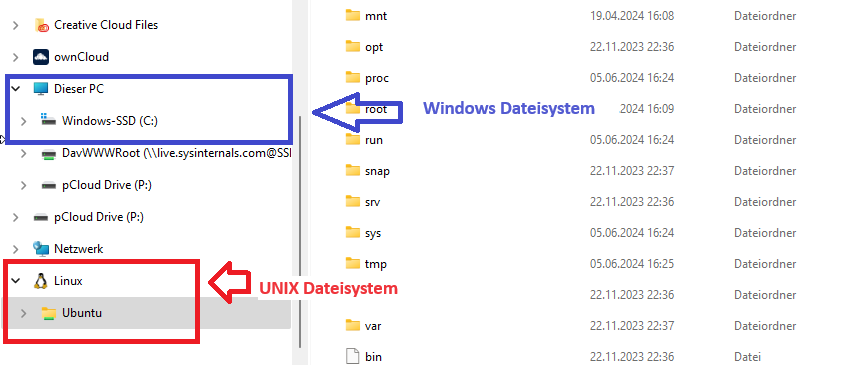 Creative Cloud Files
ownCloud
Dieser PC
Windows-SSD (C:)
DavWWWRoot (\\live.sysinternals.com@SSL
pCloud Drive (P:)
pCloud Drive (P:)
Netzwerk
Linux
Ubuntu
UNIX Dateisystem
Windows Dateisystem
mnt 19.04.2024 16:08 Dateiordner
opt 22.11.2023 22:36 Dateiordner
proc 05.06.2024 16:24 Dateiordner
root 2024 16:09 Dateiordner
run 05.06.2024 16:24 Dateiordner
snap 22.11.2023 22:37 Dateiordner
srv 22.11.2023 22:36 Dateiordner
sys 05.06.2024 16:24 Dateiordner
tmp 05.06.2024 16:25 Dateiordner
22.11.2023 22:36 Dateiordner
var 22.11.2023 22:37 Dateiordner
bin 22.11.2023 22:36 Datei